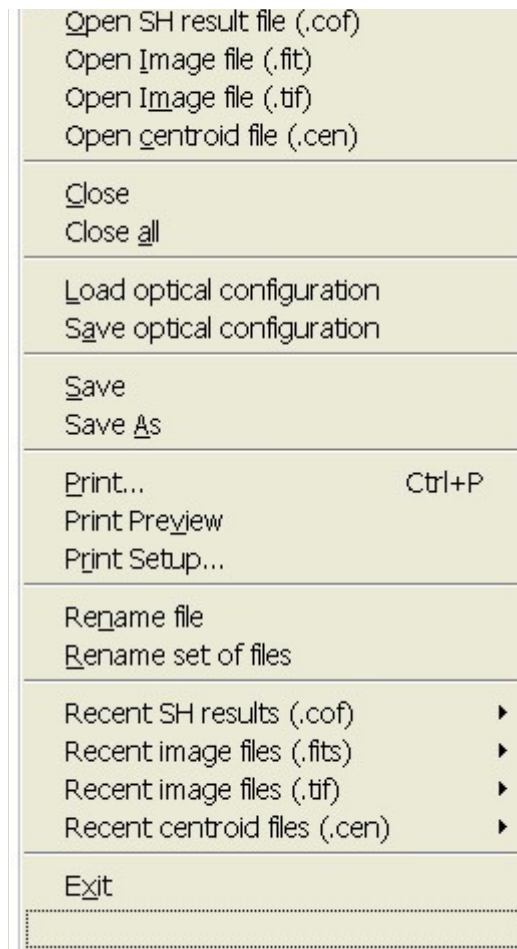 Open SH result file (.cof)
Open Image file (.fit)
Open Image file (.tif)
Open centroid file (.cen)
Close
Close all
Load optical configuration
Save optical configuration
Save
Save As
Print... Ctrl+P
Print Preview
Print Setup...
Rename file
Rename set of files
Recent SH results (.cof)
Recent image files (.fits)
Recent image files (.tif)
Recent centroid files (.cen)
Exit